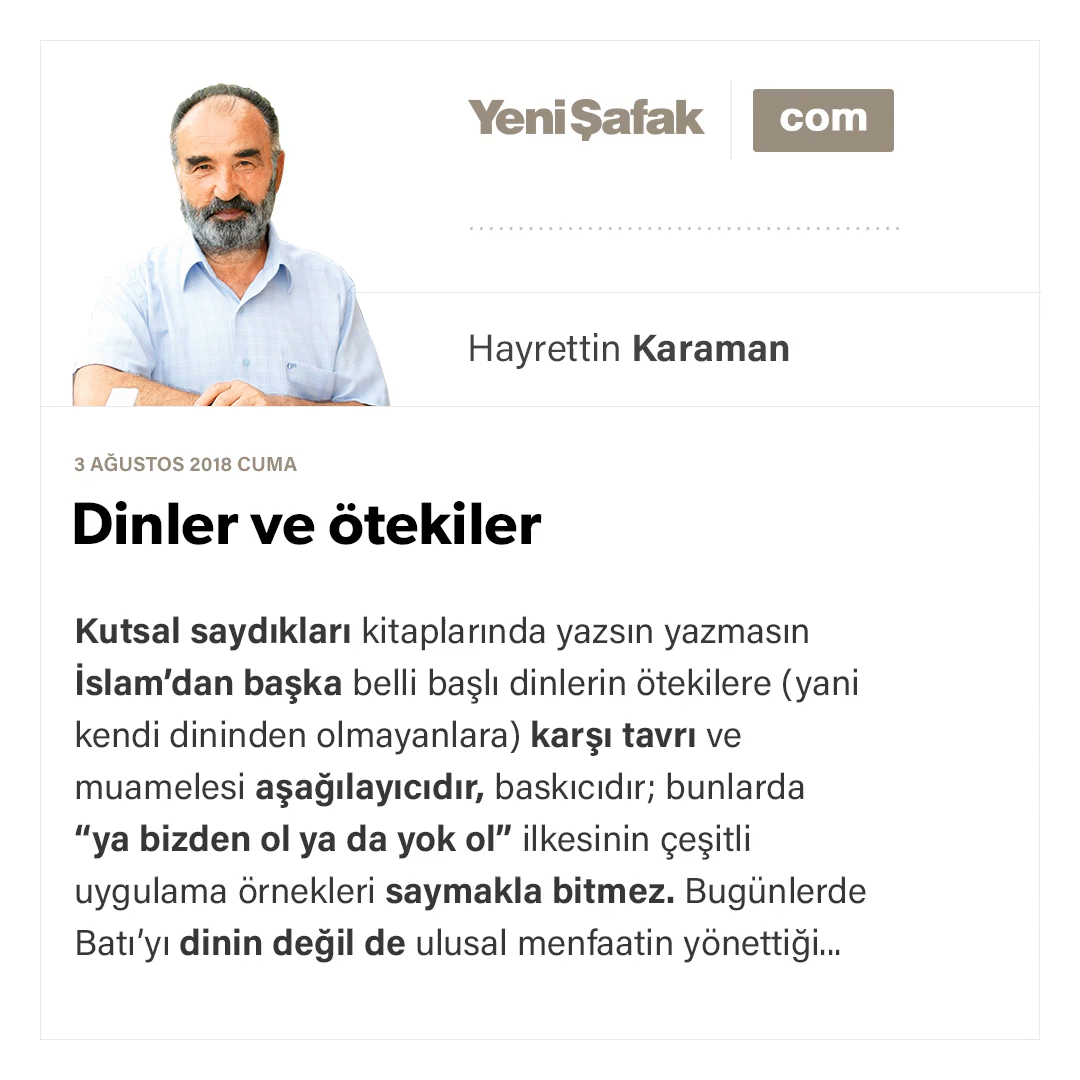 YeniŞafak com
Hayrettin Karaman
3 AĞUSTOS 2018 CUMA
Dinler ve ötekiler
Kutsal saydıkları kitaplarında yazsın yazmasın
İslam’dan başka belli başlı dinlerin ötekilere (yani
kendi dininden olmayanlara) karşı tavrı ve
muamelesi aşağılayıcıdır, baskıcıdır; bunlarda
“ya bizden ol ya da yok ol” ilkesinin çeşitli
uygulama örnekleri saymakla bitmez. Bugünlerde
Batı’yı dinin değil de ulusal menfaatin yönettiği...